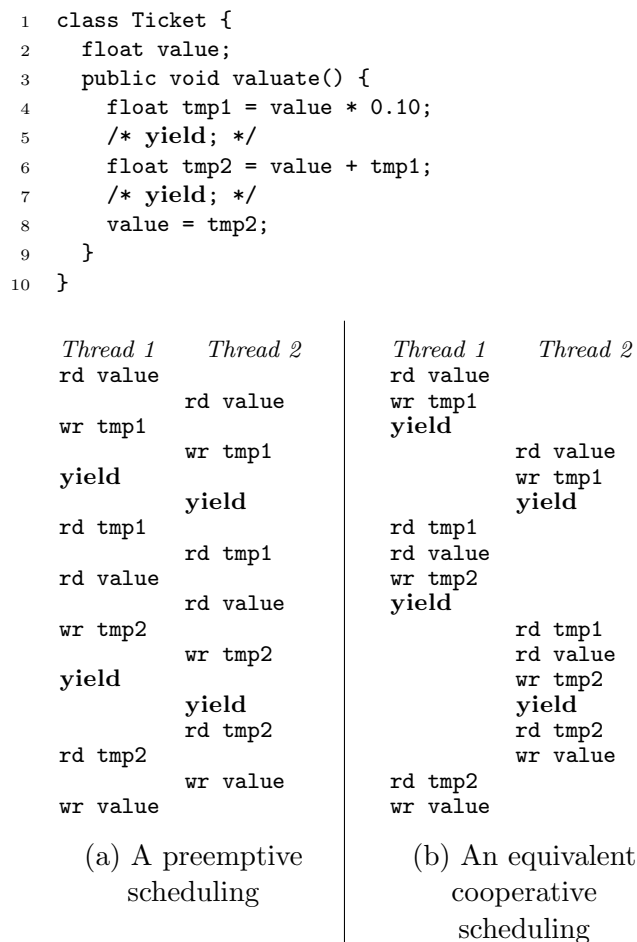 1 class Ticket {
2 float value;
3 public void valuate() {
4 float tmp1 = value * 0.10;
5 /* yield; */
6 float tmp2 = value + tmp1;
7 /* yield; */
8 value = tmp2;
9 }
10 }
Thread 1 Thread 2
rd value
rd value
wr tmp1
wr tmp1
yield
yield
rd tmp1
rd tmp1
rd value
rd value
wr tmp2
wr tmp2
yield
yield
rd tmp2
rd tmp2
wr value
wr value
(a) A preemptive
scheduling
Thread 1 Thread 2
rd value
wr tmp1
yield
rd value
wr tmp1
yield
rd tmp1
rd value
wr tmp2
yield
rd tmp1
rd value
wr tmp2
yield
rd tmp2
wr value
rd tmp2
wr value
(b) An equivalent
cooperative
scheduling